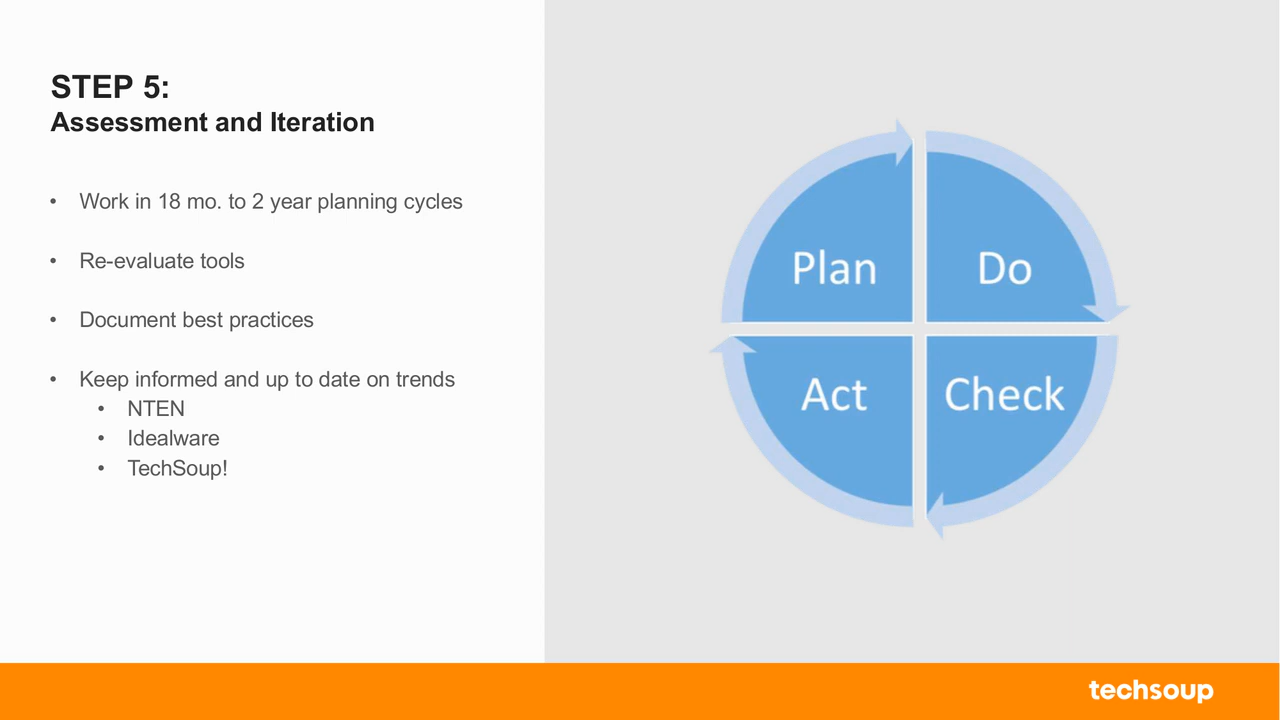 STEP 5:
Assessment and Iteration
• Work in 18 mo. to 2 year planning cycles
• Re-evaluate tools
• Document best practices
• Keep informed and up to date on trends
• NTEN
• Idealware
• TechSoup!
Plan
Do
Act
Check
techsoup